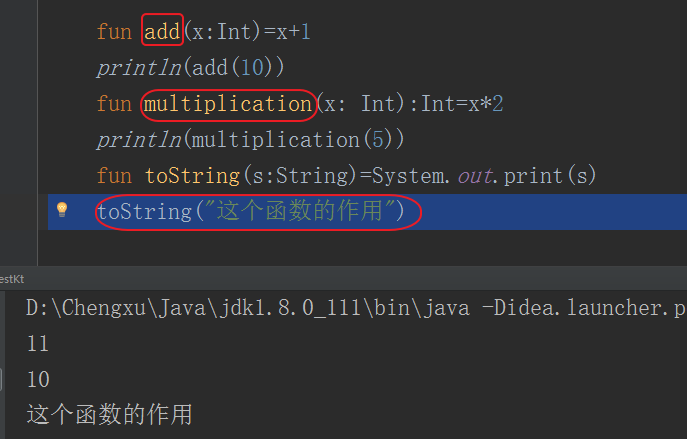 fun add(x:Int)=x+1
println(add(10))
fun multiplication(x: Int):Int=x*2
println(multiplication(5))
fun toString(s:String)=System.out.print(s)
toString("这个函数的作用")
estKt
D:\Chengxu\Java\jdk1.8.0_111\bin\java -Didea.launcher.p
11
10
这个函数的作用